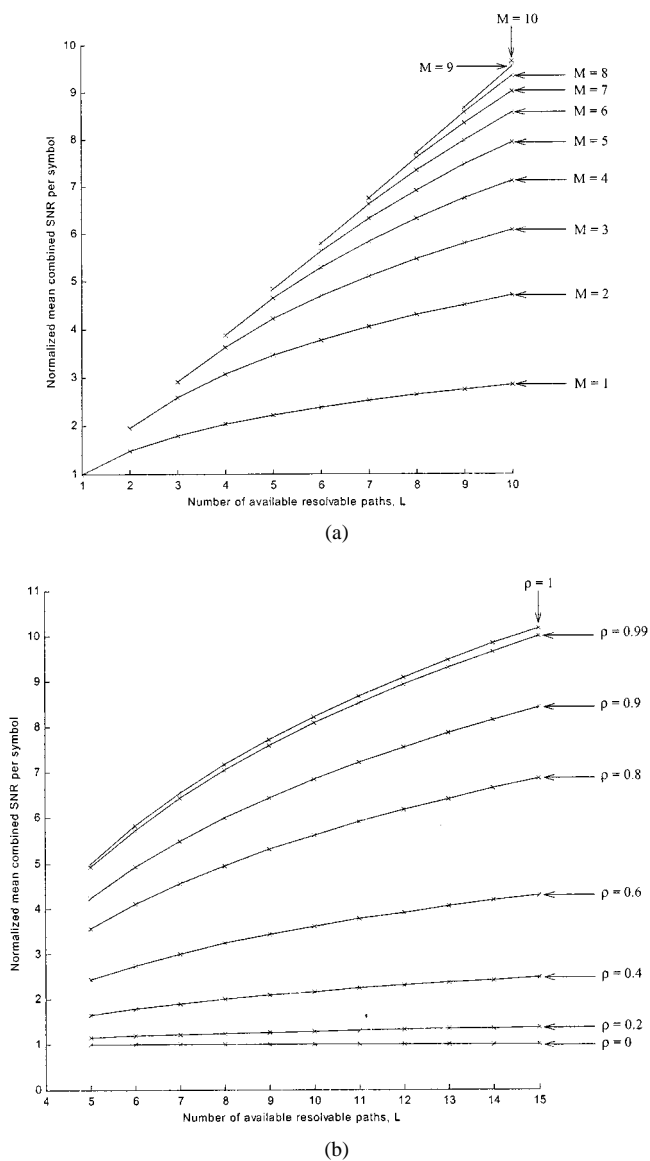 M = 10
10
M = 9
M = 8
9
M = 7
M = 6
8
M = 5
7
M = 4
6
M = 3
5
M = 2
4
3
M = 1
2
1
Normalized mean combined SNR per symbol
1 2 3 4 5 6 7 8 9 10
Number of available resolvable paths, L
(a)
ρ = 1
11
10
ρ = 0.99
9
ρ = 0.9
8
7
ρ = 0.8
6
5
ρ = 0.6
4
3
ρ = 0.4
2
ρ = 0.2
1
ρ = 0
0
Normalized mean combined SNR per symbol
4 5 6 7 8 9 10 11 12 13 14 15
Number of available resolvable paths, L
(b)